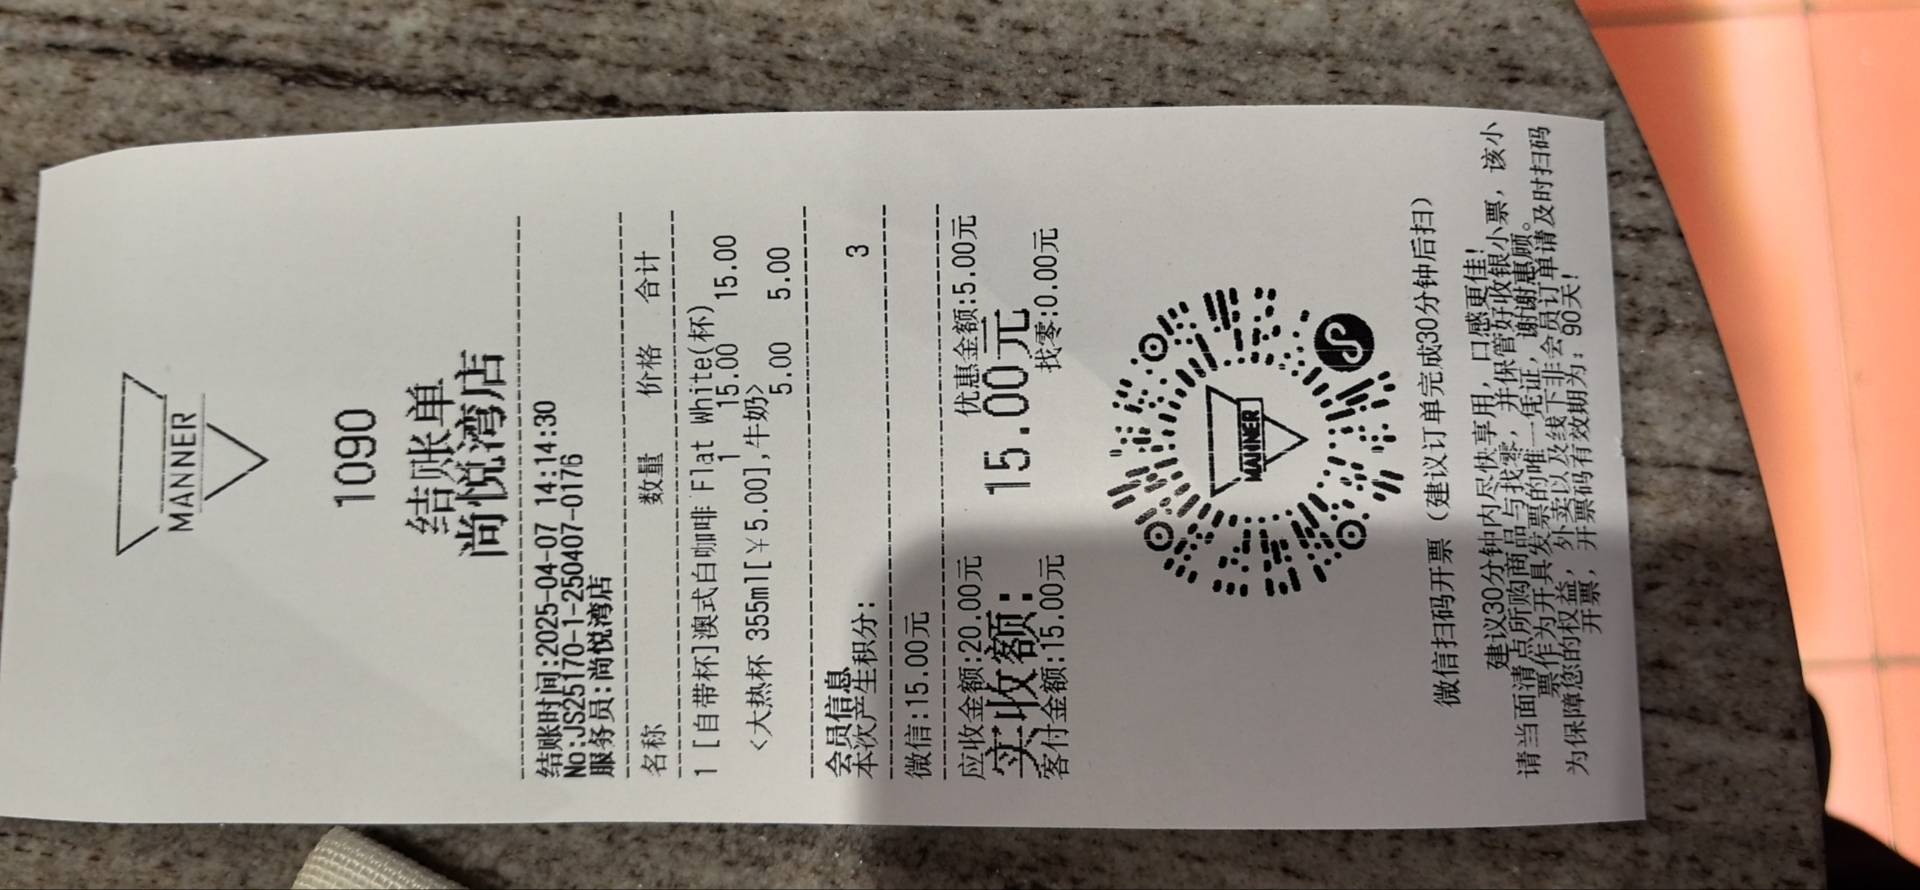 MANNER
1090
结账单
尚悦湾店
结账时间:2025-04-07 14:14:30
No:JS25170-1-250407-0176
服务员:尚悦湾店
名称 数量 价格 合计
1 [自带杯]澳式白咖啡 Flat White(杯)
1 15.00 15.00
<大热杯 355ml[￥5.00],牛奶>
5.00 5.00
会员信息
本次产生积分: 3
微信:15.00元
应收金额:20.00元 优惠金额:5.00元
实收额: 15.00元
客付金额:15.00元 找零:0.00元
MANNER
微信扫码开票（建议订单完成30分钟后扫）
建议30分钟内尽快享用，口感更佳!
请当面清点所购商品与找零，并保管好收银小票，该小
票作为开具发票的唯一凭证，谢谢惠顾。
为保障您的权益，外卖以及线下非会员订单请及时扫码
开票，开票码有效期为：90天!